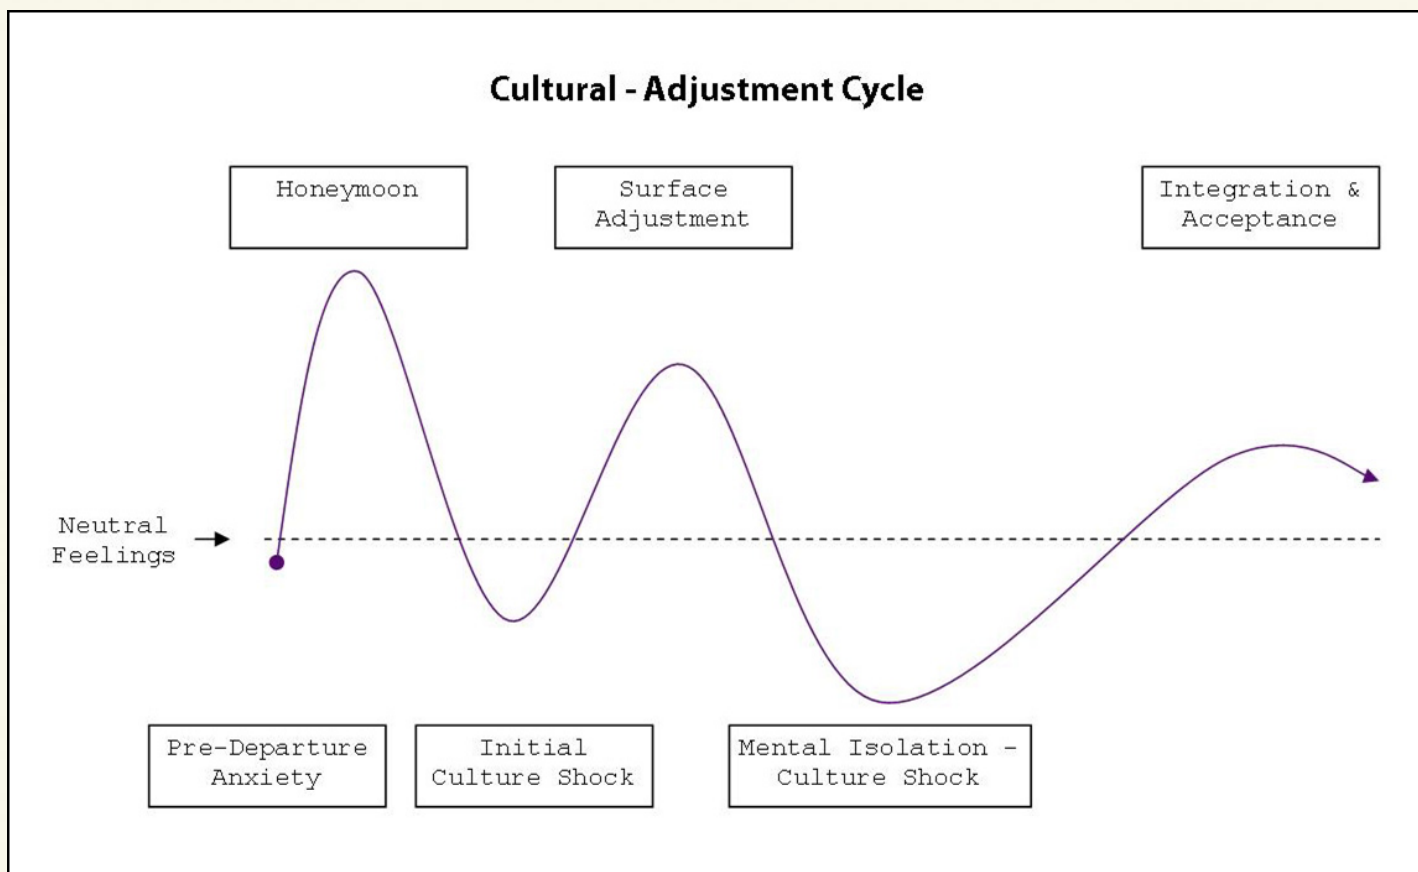 Cultural - Adjustment Cycle
Honeymoon
Surface
Adjustment
Integration &
Acceptance
Neutral
Feelings
Pre-Departure
Anxiety
Initial
Culture Shock
Mental Isolation –
Culture Shock